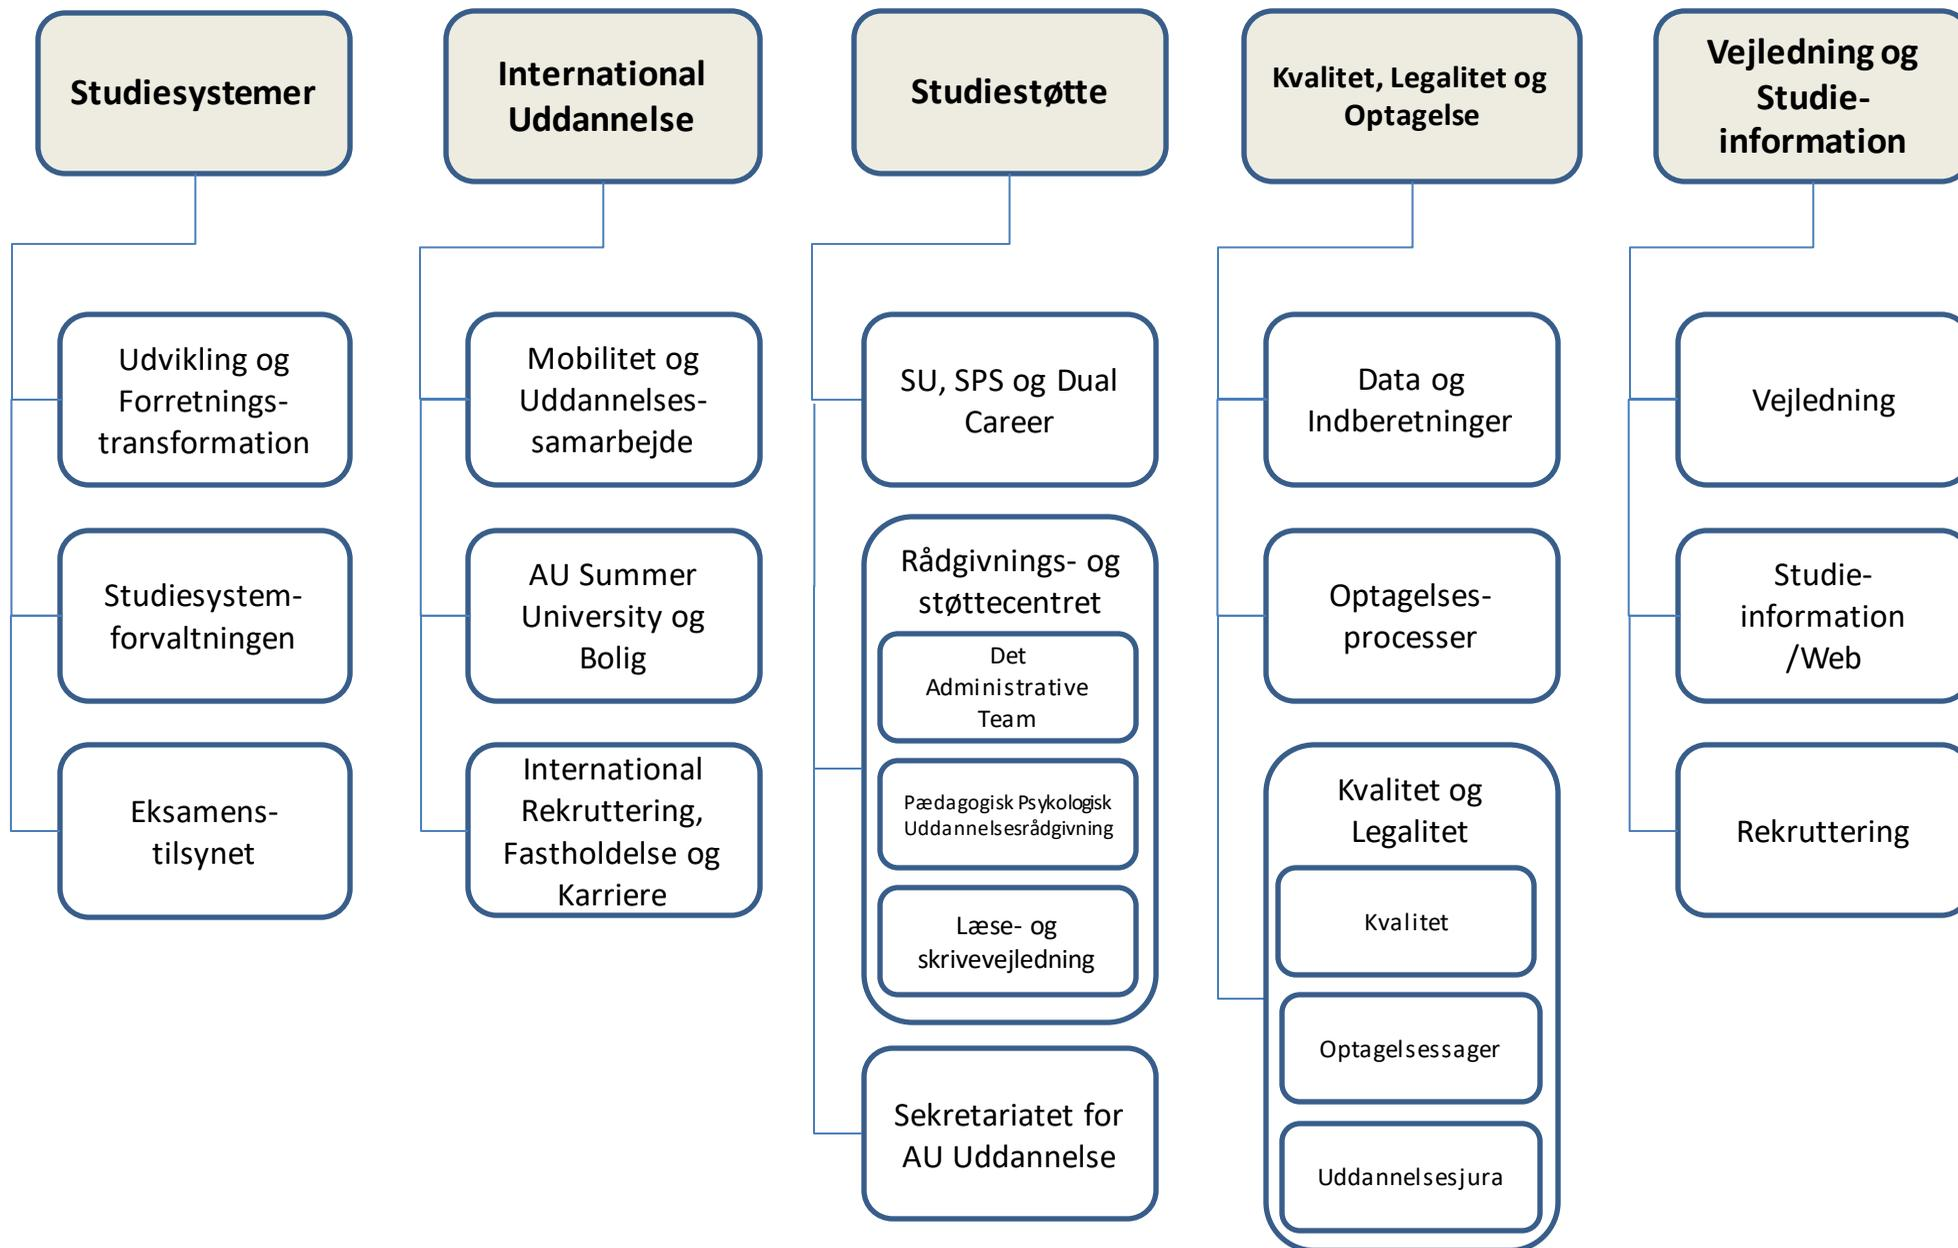 Studiesystemer
International
Uddannelse
Studiestøtte
Kvalitet, Legalitet og
Optagelse
Vejledning og
Studie-
information
Udvikling og
Forretnings-
transformation
Studiesystem-
forvaltningen
Eksamens-
tilsynet
Mobilitet og
Uddannelses-
samarbejde
AU Summer
University og
Bolig
International
Rekruttering,
Fastholdelse og
Karriere
SU, SPS og Dual
Career
Rådgivnings- og
støttecentret
Det
Administrative
Team
Pædagogisk Psykologisk
Uddannelsesrådgivning
Læse- og
skrivevejledning
Sekretariatet for
AU Uddannelse
Data og
Indberetninger
Optagelses-
processer
Kvalitet og
Legalitet
Kvalitet
Optagelsessager
Uddannelsesjura
Vejledning
Studie-
information
/Web
Rekruttering